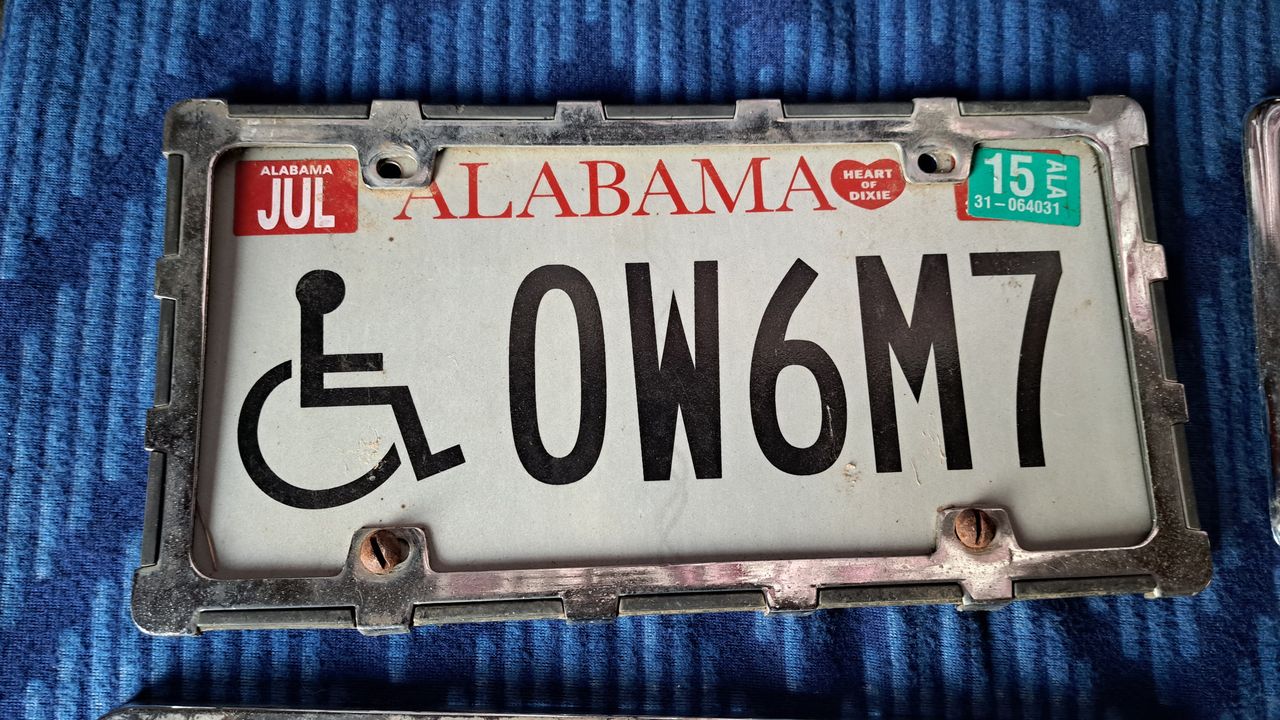 ALABAMA
JUL
ALABAMA
HEART
OF
DIXIE
15
ALA
31-064031
0W6M7